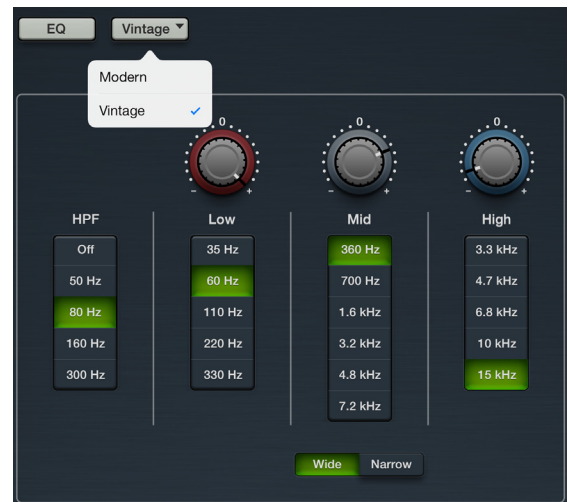 EQ
Vintage
Modern
Vintage
0
- +
0
- +
0
- +
HPF
Off
50 Hz
80 Hz
160 Hz
300 Hz
Low
35 Hz
60 Hz
110 Hz
220 Hz
330 Hz
Mid
360 Hz
700 Hz
1.6 kHz
3.2 kHz
4.8 kHz
7.2 kHz
High
3.3 kHz
4.7 kHz
6.8 kHz
10 kHz
15 kHz
Wide Narrow